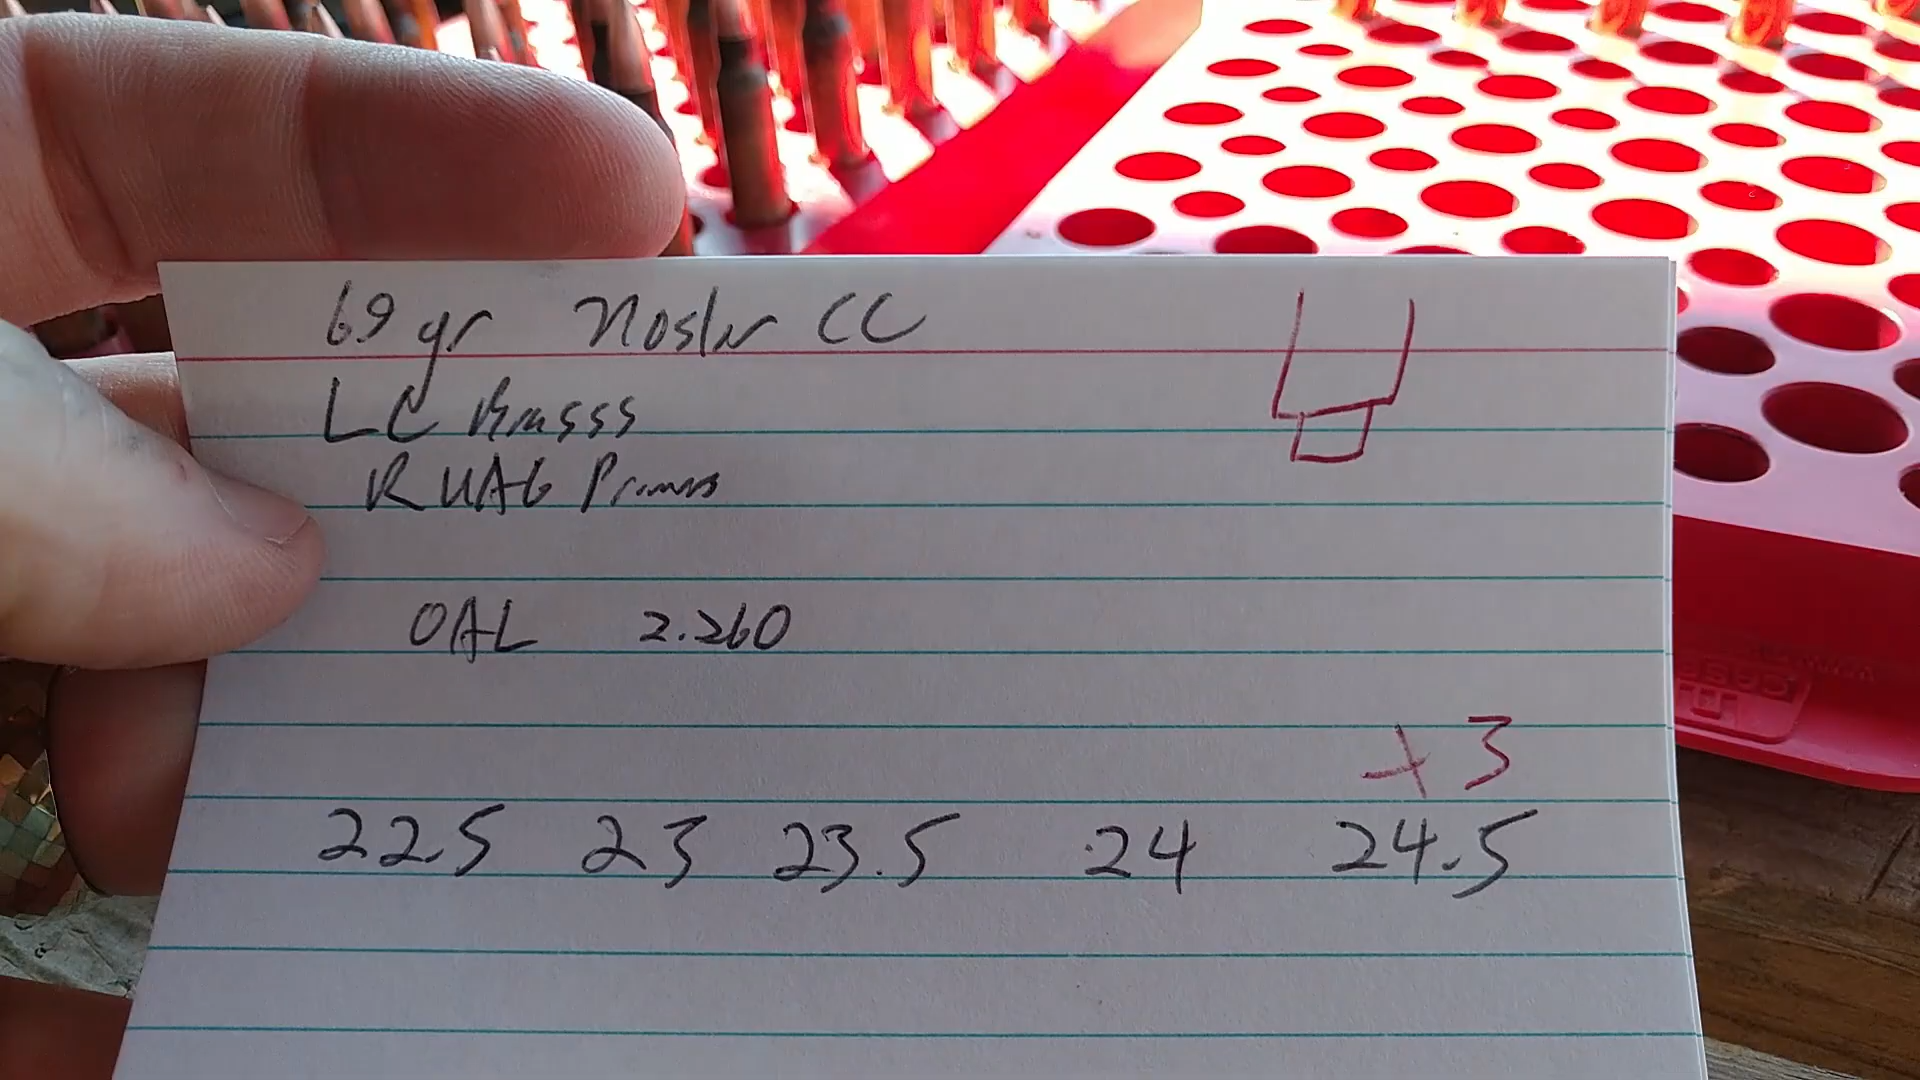 69 gr Nosler CC
LC Brasss
RUAG Primers
OAL 2.260
+3
22.5 23 23.5 24 24.5